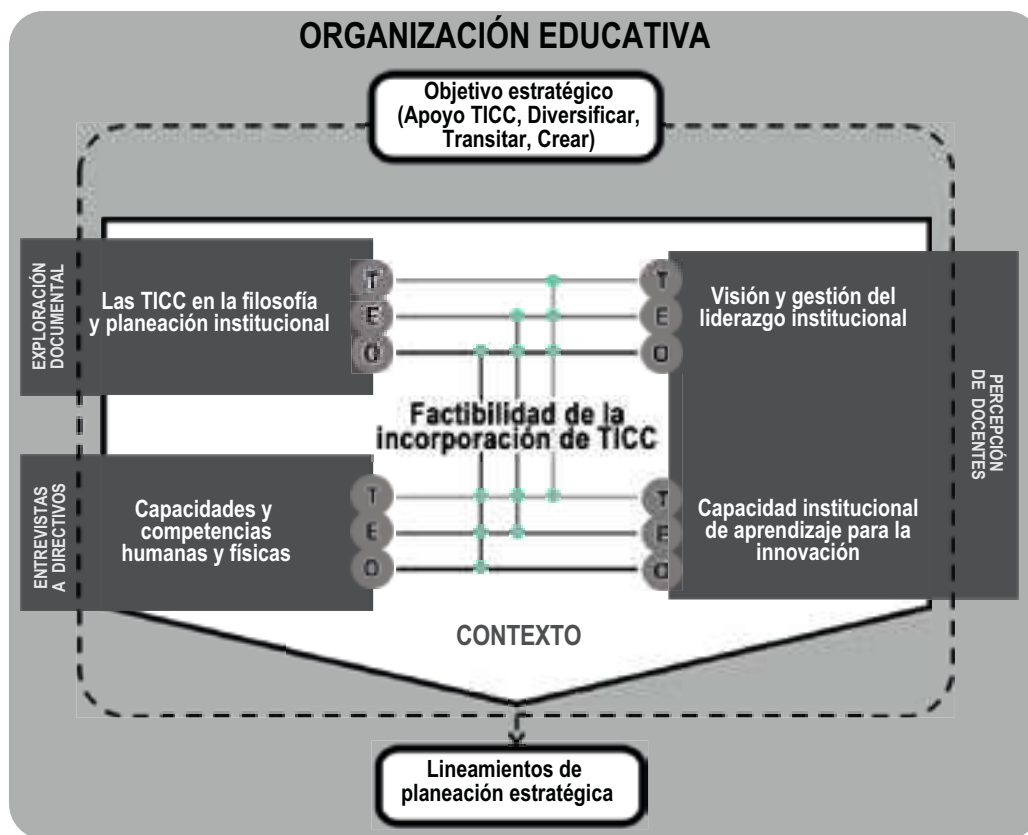 ORGANIZACIÓN EDUCATIVA
Objetivo estratégico
(Apoyo TICC, Diversificar,
Transitar, Crear)
EXPLORACIÓN
DOCUMENTAL
Las TICC en la filosofía
y planeación institucional
T
E
O
T
E
O
Visión y gestión del
liderazgo institucional
Factibilidad de la
incorporación de TICC
PERCEPCIÓN
DE DOCENTES
ENTREVISTAS
A DIRECTIVOS
Capacidades y
competencias
humanas y físicas
T
E
O
T
E
O
Capacidad institucional
de aprendizaje para la
innovación
CONTEXTO
Lineamientos de
planeación estratégica